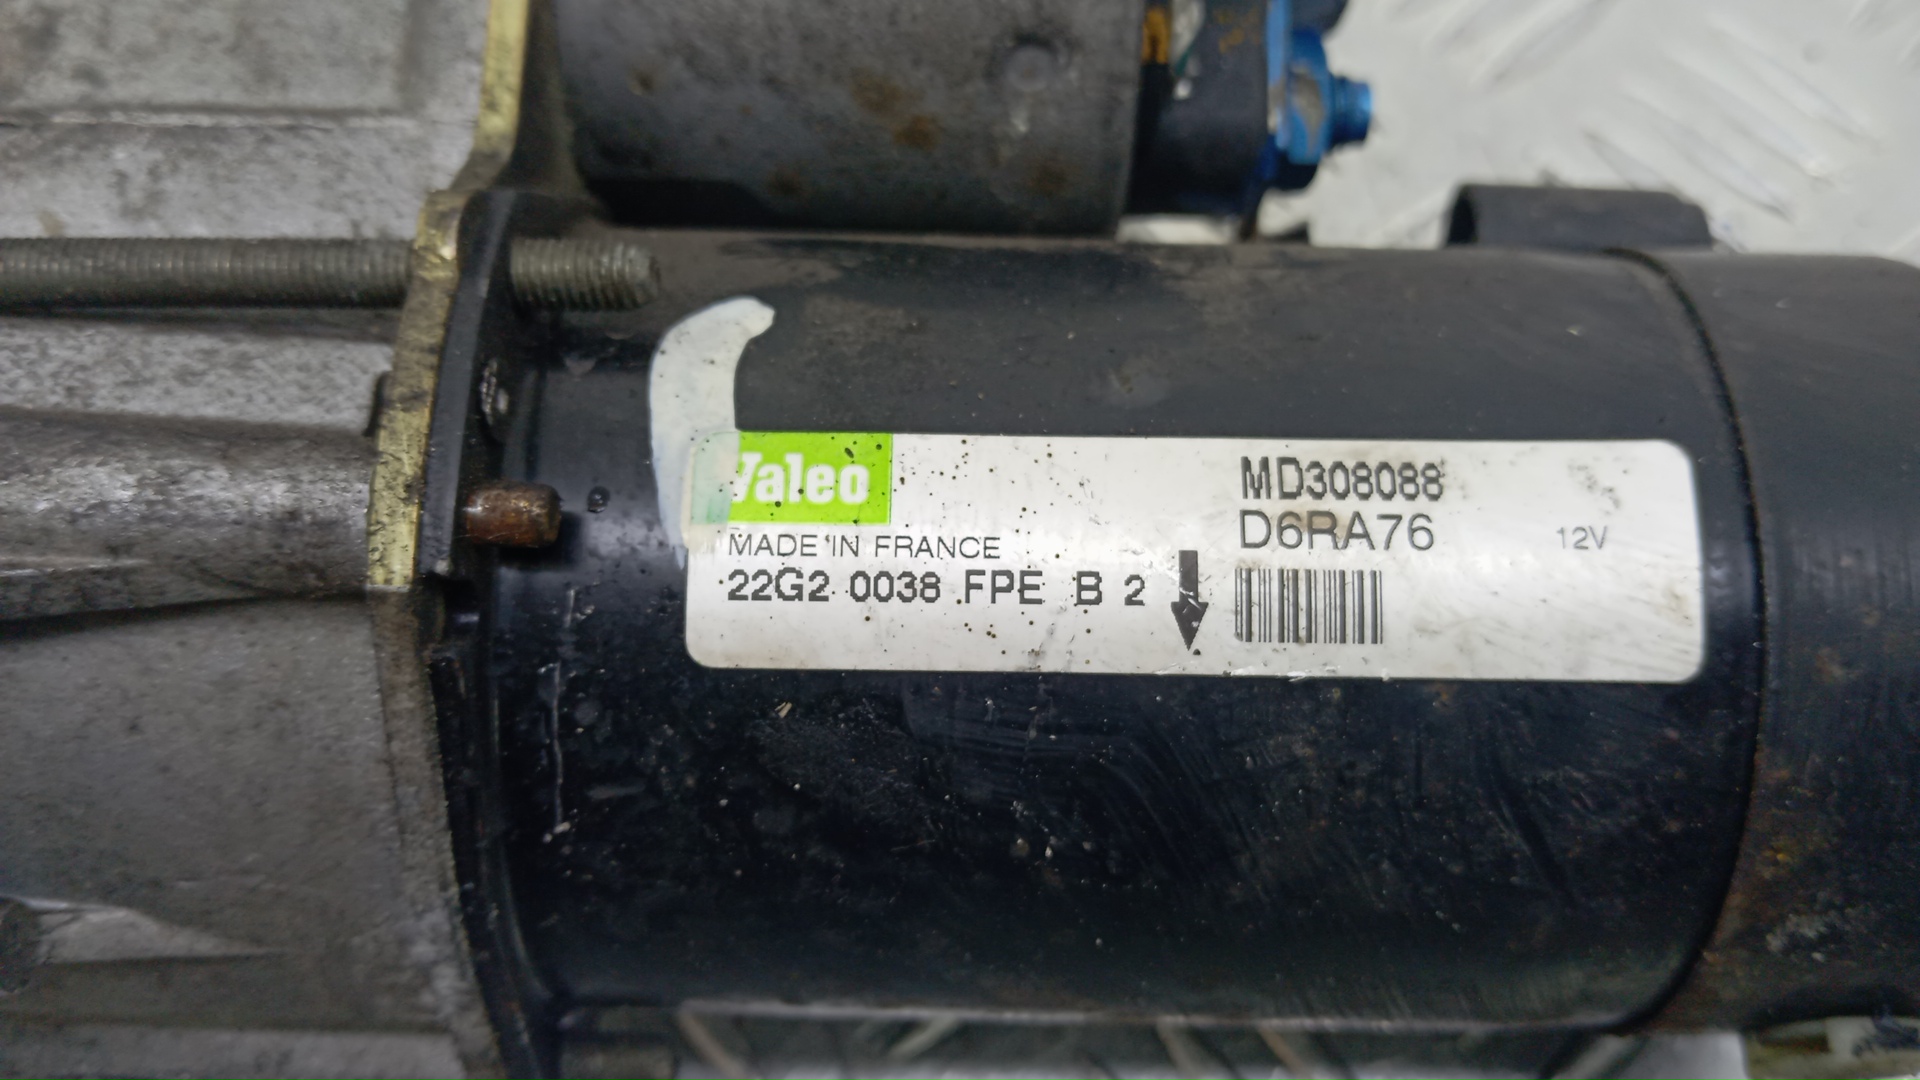 Valeo
MADE IN FRANCE
22G2 0038 FPE B 2
MD308088
D6RA76
12V